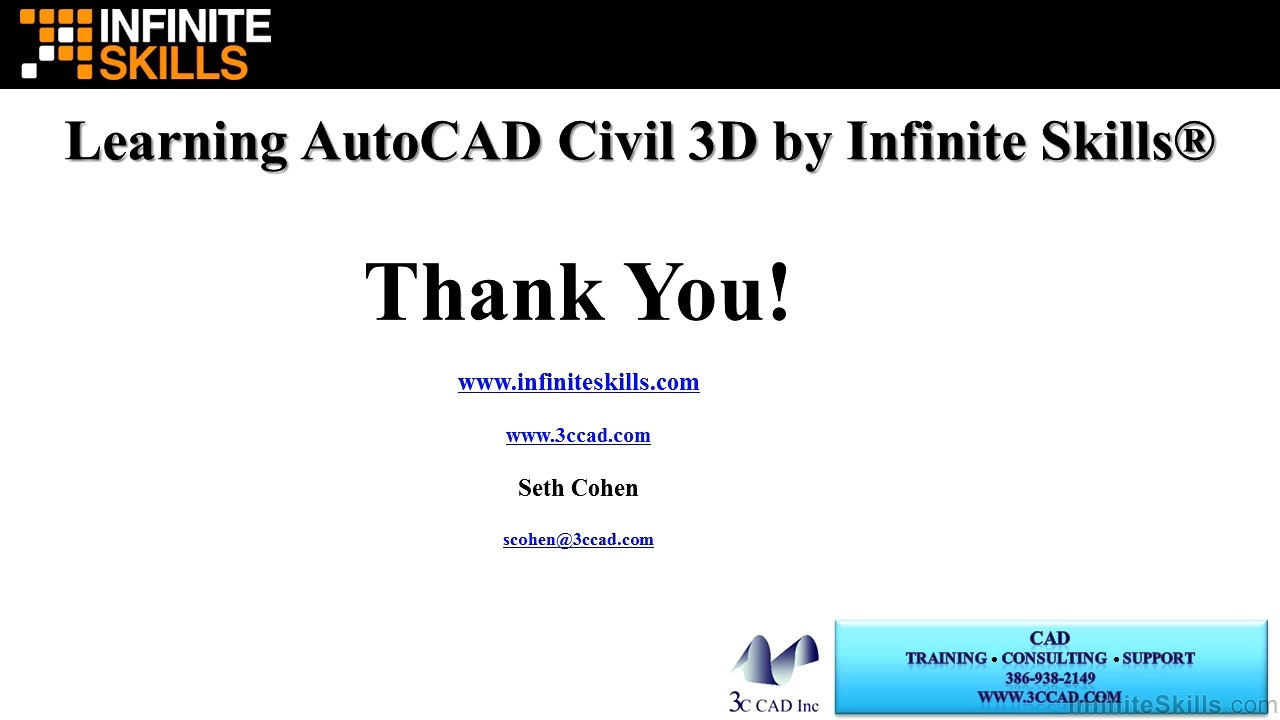 INFINITE
SKILLS
Learning AutoCAD Civil 3D by Infinite Skills®
Thank You!
www.infiniteskills.com
www.3ccad.com
Seth Cohen
scohen@3ccad.com
3C CAD Inc
CAD
TRAINING • CONSULTING • SUPPORT
386-938-2149
WWW.3CCAD.COM
InfiniteSkills.com